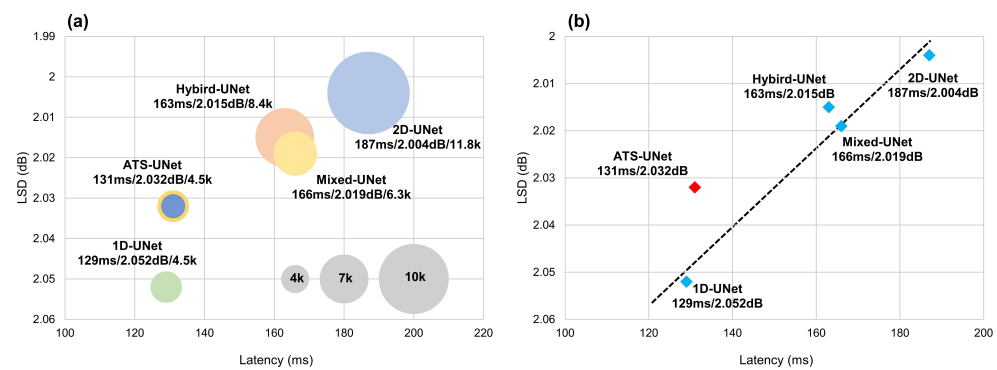 (a)
1.99
2
2.01
2.02
2.03
2.04
2.05
2.06
LSD (dB)
Hybird-UNet
163ms/2.015dB/8.4k
2D-UNet
187ms/2.004dB/11.8k
ATS-UNet
131ms/2.032dB/4.5k
Mixed-UNet
166ms/2.019dB/6.3k
1D-UNet
129ms/2.052dB/4.5k
4k
7k
10k
100
120
140
160
180
200
220
Latency (ms)
(b)
2
2.01
2.02
2.03
2.04
2.05
2.06
LSD (dB)
Hybird-UNet
163ms/2.015dB
2D-UNet
187ms/2.004dB
Mixed-UNet
166ms/2.019dB
ATS-UNet
131ms/2.032dB
1D-UNet
129ms/2.052dB
100
120
140
160
180
200
Latency (ms)